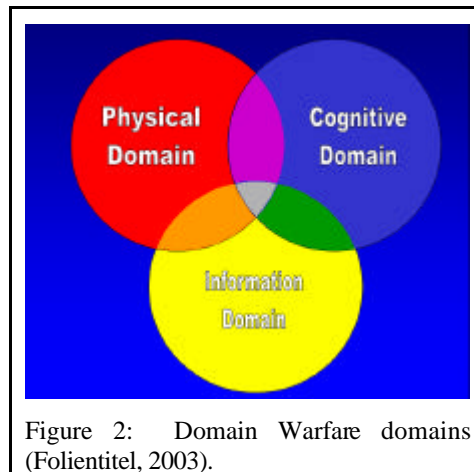 Physical
Domain
Cognitive
Domain
Information
Domain
Figure 2: Domain Warfare domains
(Folientitel, 2003).